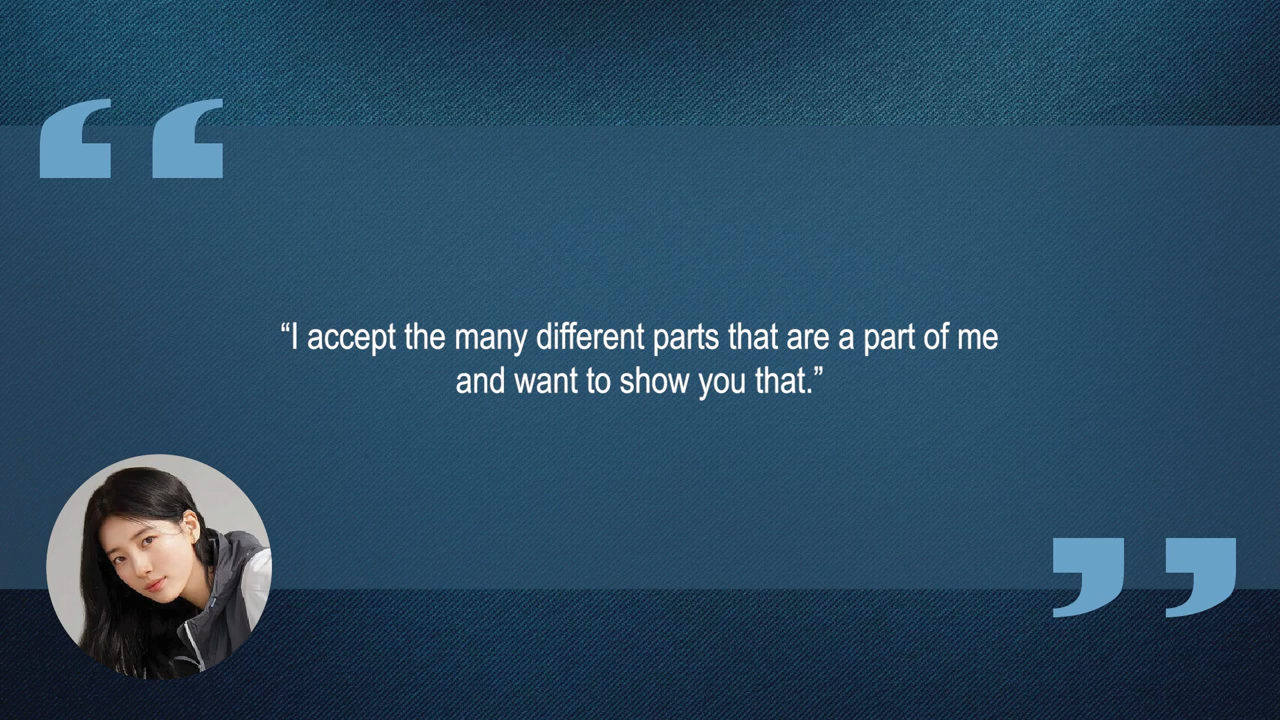 “I accept the many different parts that are a part of me
and want to show you that.”